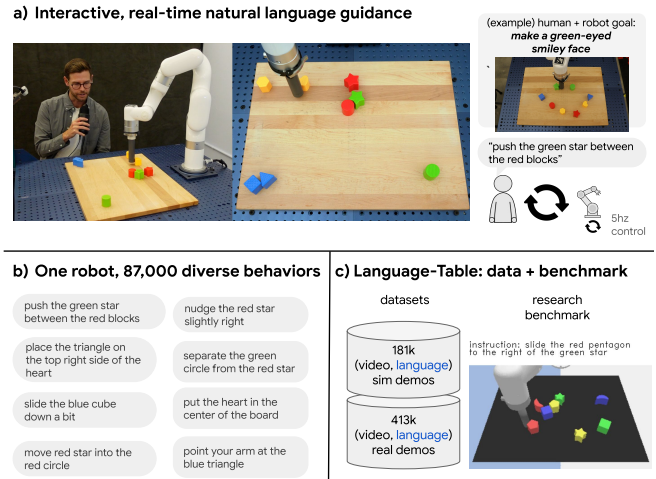 a) Interactive, real-time natural language guidance
(example) human + robot goal:
make a green-eyed
smiley face
"push the green star between
the red blocks"
5hz
control
b) One robot, 87,000 diverse behaviors
push the green star
between the red blocks
nudge the red star
slightly right
place the triangle on
the top right side of the
heart
separate the green
circle from the red star
slide the blue cube
down a bit
put the heart in the
center of the board
move red star into the
red circle
point your arm at the
blue triangle
c) Language-Table: data + benchmark
datasets
181k
(video, language)
sim demos
413k
(video, language)
real demos
research
benchmark
instruction: slide the red pentagon
to the right of the green star